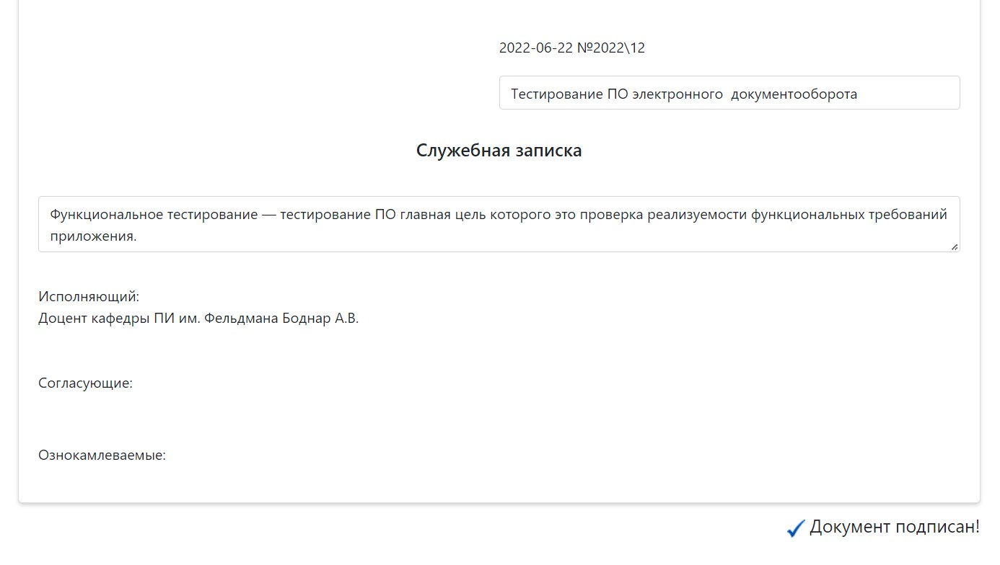 2022-06-22 №2022\12
Тестирование ПО электронного  документооборота
Служебная записка
Функциональное тестирование — тестирование ПО главная цель которого это проверка реализуемости функциональных требований
приложения.
Исполняющий:
Доцент кафедры ПИ им. Фельдмана Боднар А.В.
Согласующие:
Ознокамлеваемые:
Документ подписан!